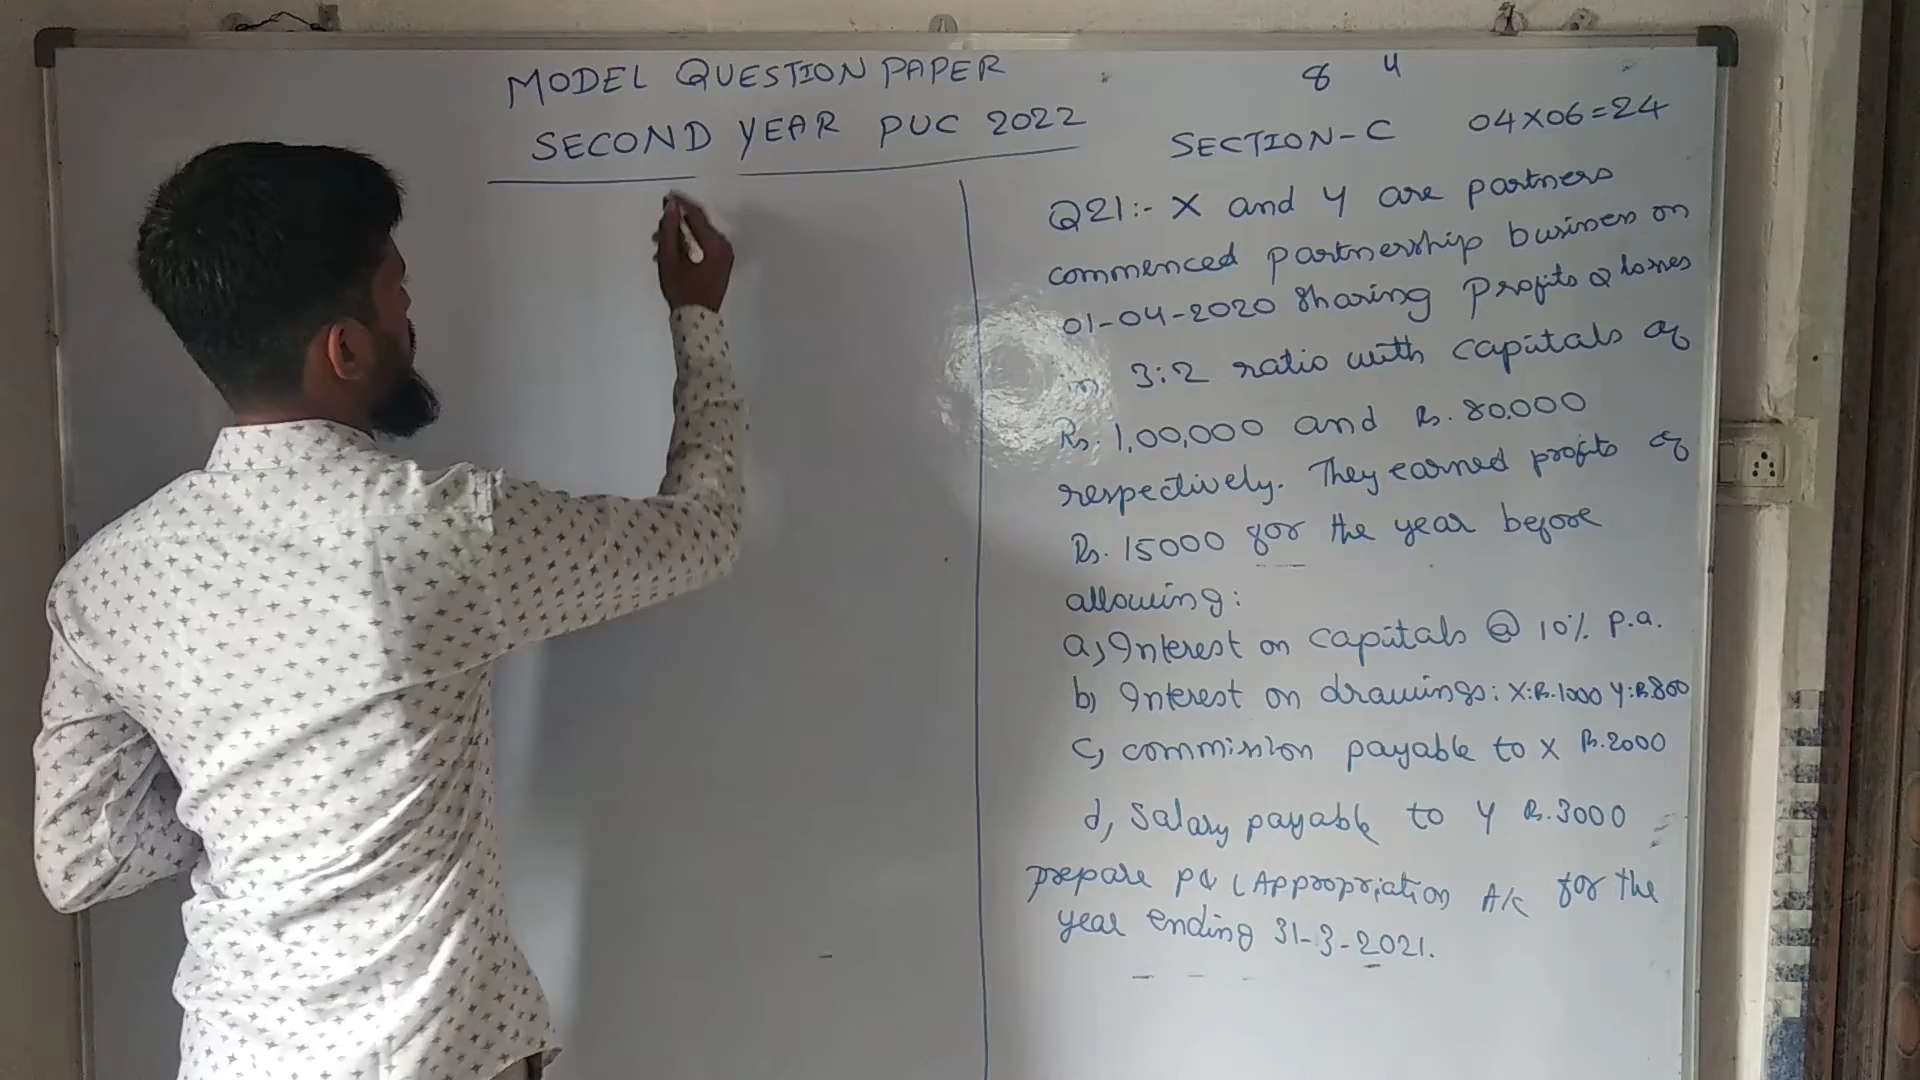 MODEL QUESTION PAPER
SECOND YEAR PUC 2022
8 4
SECTION-C 04X06=24
Q21:- X and Y are partners
commenced partnership business on
01-04-2020 sharing Profits & losses
in 3:2 ratio with capitals of
Rs. 1,00,000 and Rs. 80,000
respectively. They earned profits of
Rs. 15000 for the year before
allowing:
a) Interest on capitals @ 10% p.a.
b) Interest on drawings: X:Rs.1000 Y:Rs800
c) commission payable to X Rs.2000
d) Salary payable to Y Rs.3000
prepare P&L Appropriation A/c for the
year ending 31-3-2021.